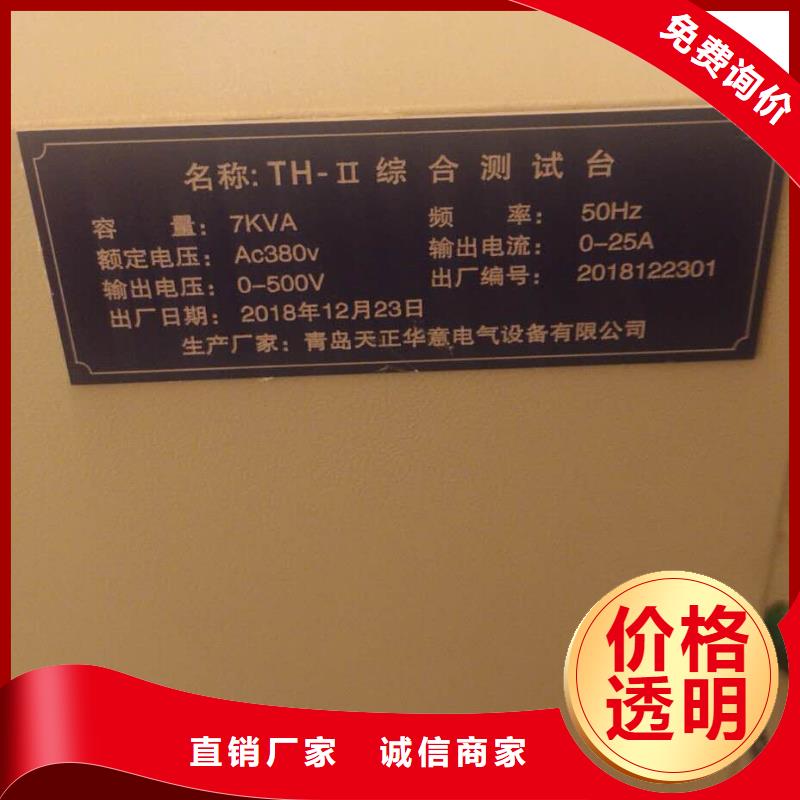 免费询价
名称: TH-Ⅱ 综合测试台
容量: 7KVA 频率: 50Hz
额定电压: Ac380v 输出电流: 0-25A
输出电压: 0-500V 出厂编号: 2018122301
出厂日期: 2018年12月23日
生产厂家: 青岛天正华意电气设备有限公司
价格
透明
直销厂家 诚信商家